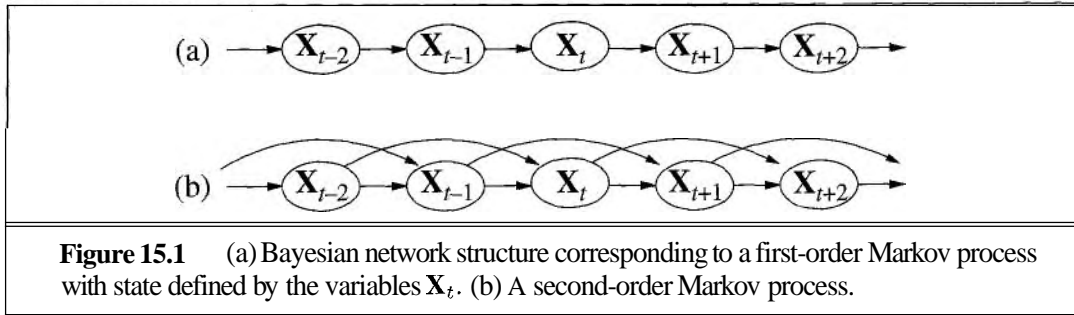 (a) X_{t-2} X_{t-1} X_t X_{t+1} X_{t+2}
(b) X_{t-2} X_{t-1} X_t X_{t+1} X_{t+2}
Figure 15.1 (a) Bayesian network structure corresponding to a first-order Markov process
with state defined by the variables X_t. (b) A second-order Markov process.